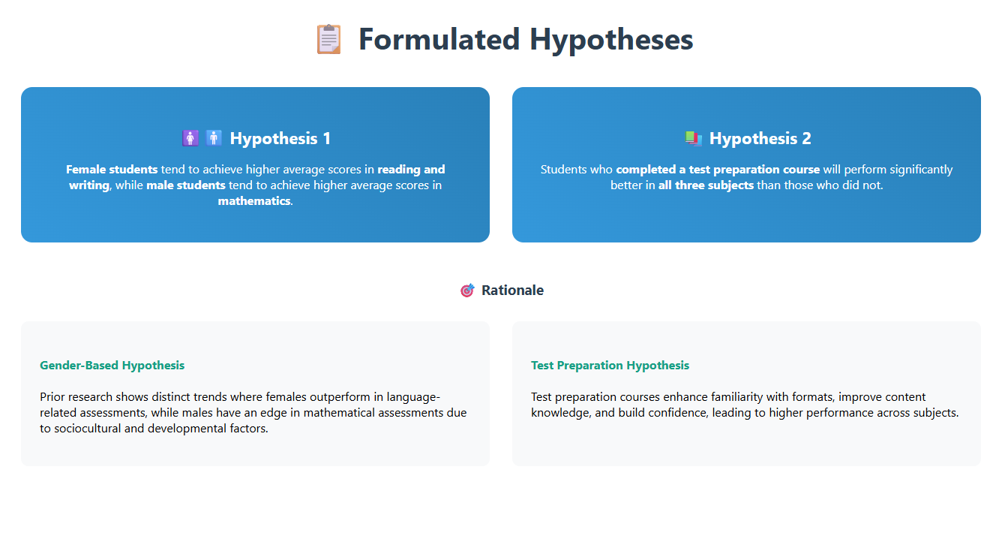 Formulated Hypotheses
Hypothesis 1
Female students tend to achieve higher average scores in reading and
writing, while male students tend to achieve higher average scores in
mathematics.
Hypothesis 2
Students who completed a test preparation course will perform significantly
better in all three subjects than those who did not.
Rationale
Gender-Based Hypothesis
Prior research shows distinct trends where females outperform in language-
related assessments, while males have an edge in mathematical assessments due
to sociocultural and developmental factors.
Test Preparation Hypothesis
Test preparation courses enhance familiarity with formats, improve content
knowledge, and build confidence, leading to higher performance across subjects.